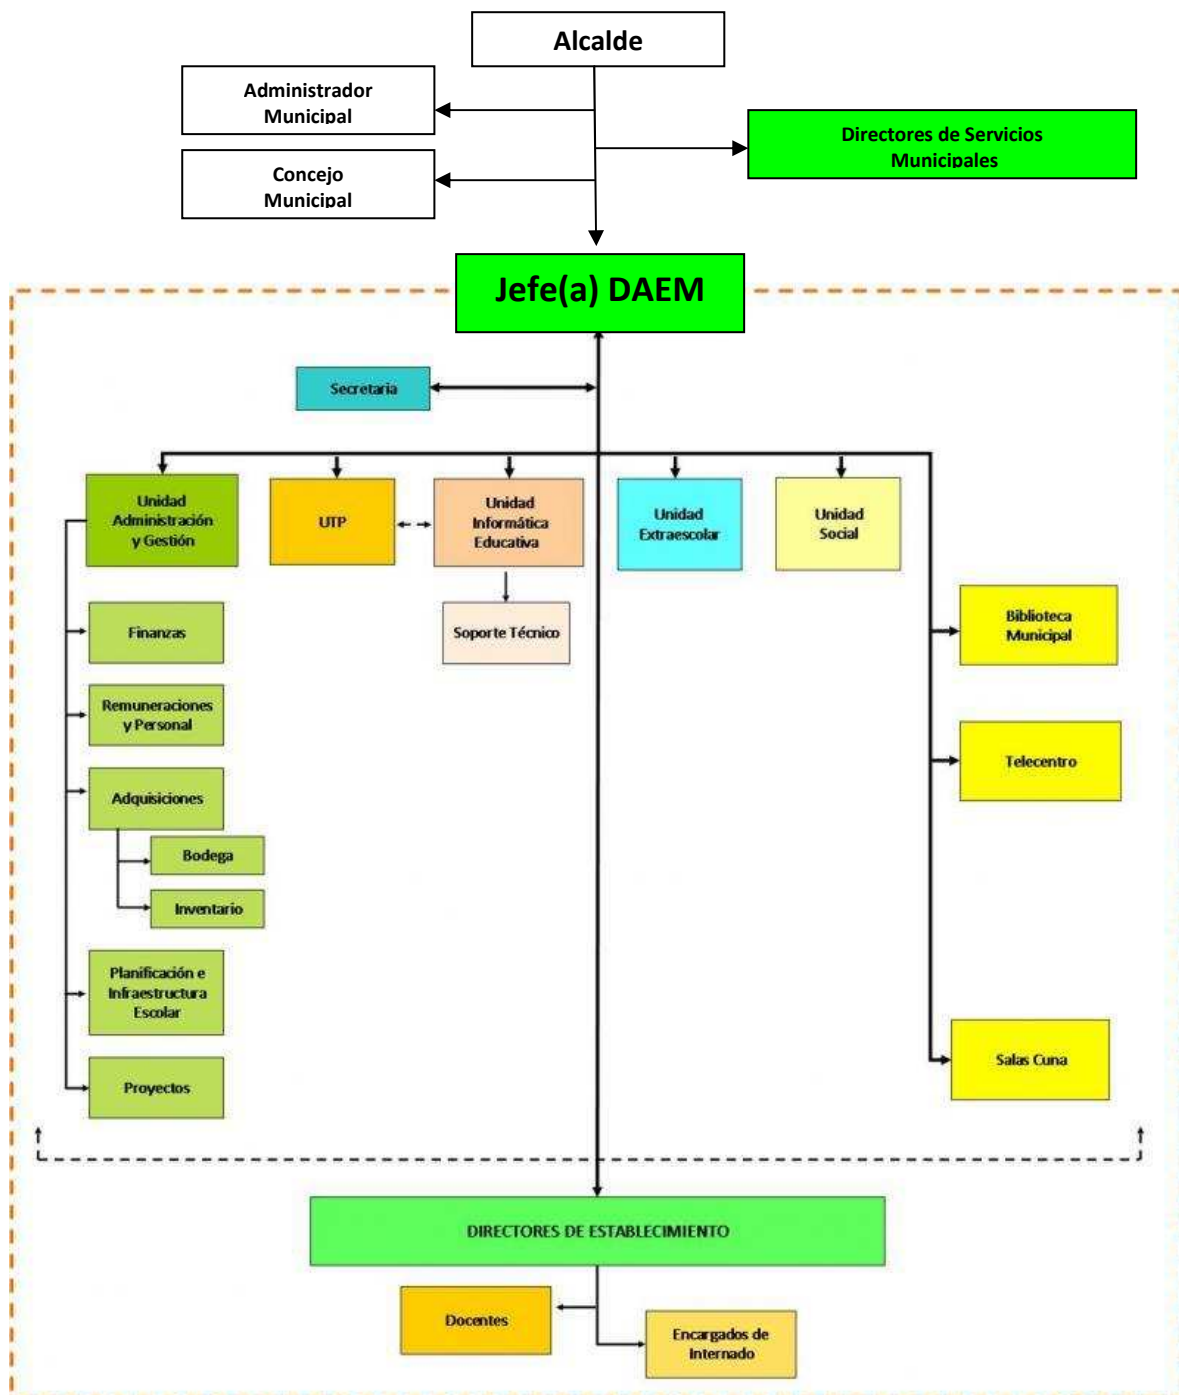 Alcalde
Administrador
Municipal
Directores de Servicios
Municipales
Concejo
Municipal
Jefe(a) DAEM
Secretaria
Unidad
Administración
y Gestión
UTP
Unidad
Informática
Educativa
Unidad
Extraescolar
Unidad
Social
Finanzas
Soporte Técnico
Biblioteca
Municipal
Remuneraciones
y Personal
Telecentro
Adquisiciones
Bodega
Inventario
Planificación e
Infraestructura
Escolar
Salas Cuna
Proyectos
DIRECTORES DE ESTABLECIMIENTO
Docentes
Encargados de
Internado